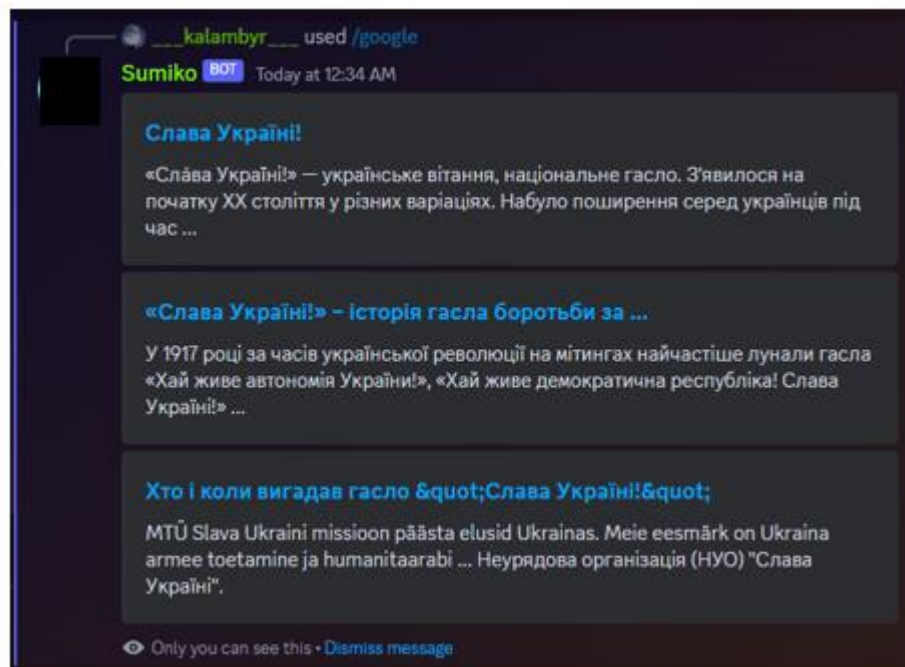 ___kalambyr___ used /google
Sumiko BOT Today at 12:34 AM
Слава Україні!
«Сла́ва Украї́ні!» — українське вітання, національне гасло. З'явилося на
початку XX століття у різних варіаціях. Набуло поширення серед українців під
час ...
«Слава Україні!» – історія гасла боротьби за ...
У 1917 році за часів української революції на мітингах найчастіше лунали гасла
«Хай живе автономія України!», «Хай живе демократична республіка! Слава
Україні!» ...
Хто і коли вигадав гасло &quot;Слава Україні!&quot;
MTÜ Slava Ukraini missioon päästa elusid Ukrainas. Meie eesmärk on Ukraina
armee toetamine ja humanitaarabi ... Неурядова організація (НУО) "Слава
Україні".
Only you can see this • Dismiss message